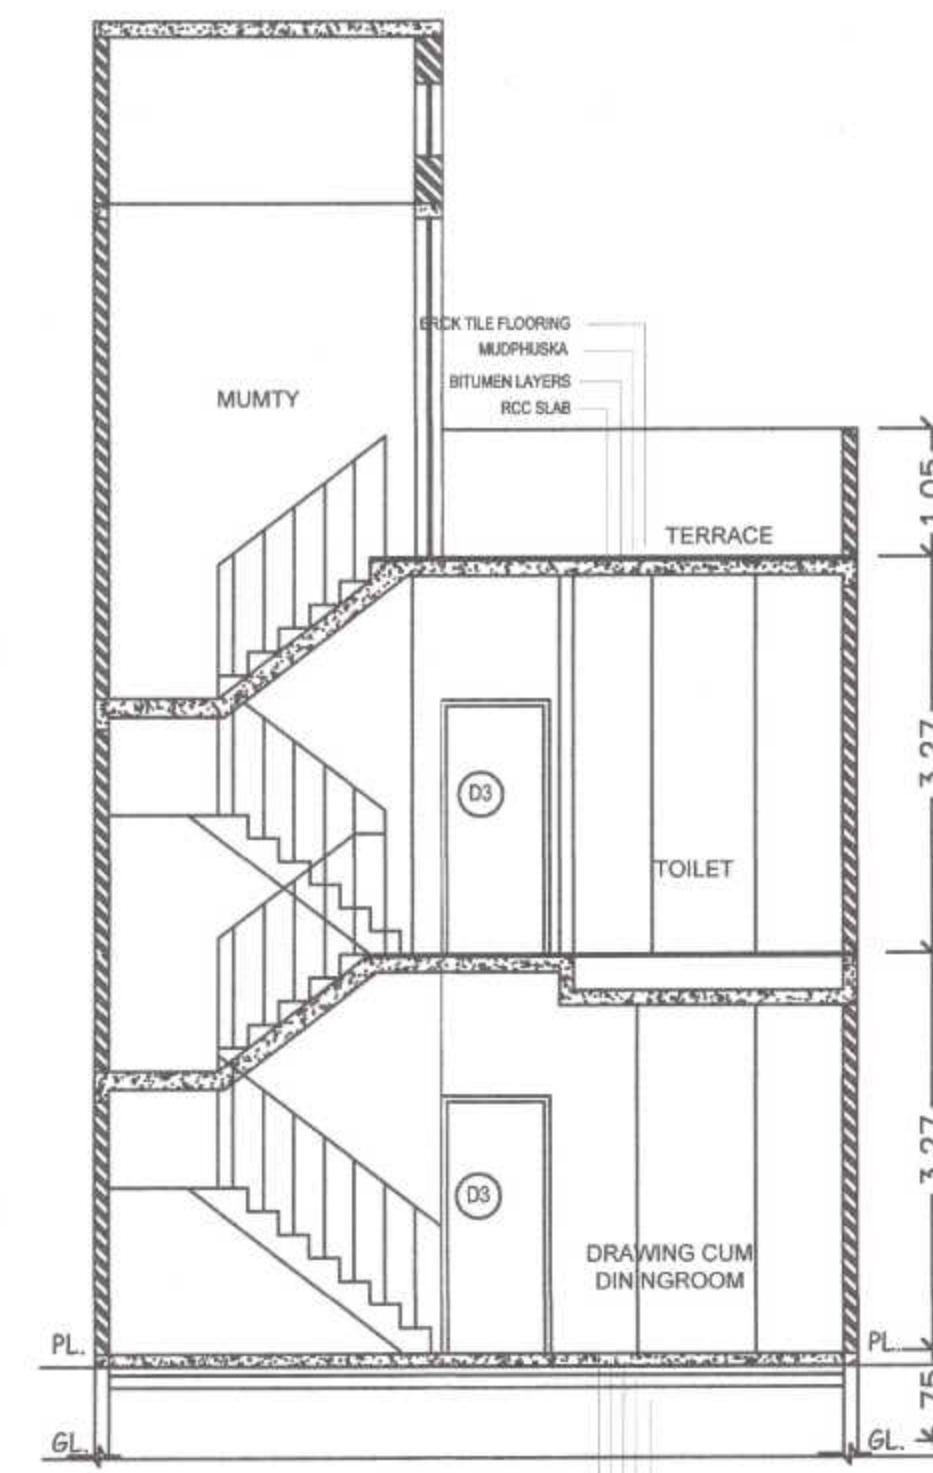 BRCK TILE FLOORING
MUDPHUSKA
BITUMEN LAYERS
RCC SLAB
MUMTY
1.05
TERRACE
3.27
D3
TOILET
3.27
D3
DRAWING CUM
DININGROOM
PL.
PL..
.75
GL.
GL.